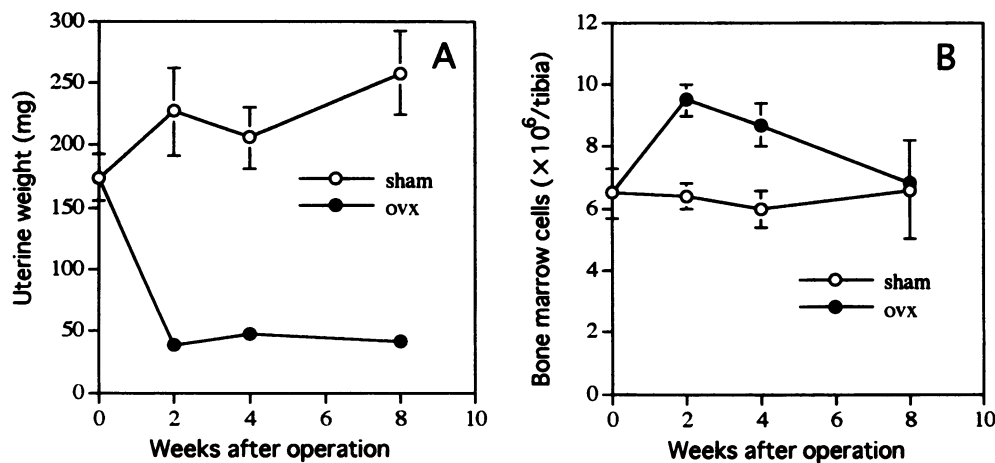 A
Uterine weight (mg)
300
250
200
150
100
50
0
sham
ovx
0
2
4
6
8
10
Weeks after operation
B
Bone marrow cells (×10⁶/tibia)
12
10
8
6
4
2
0
sham
ovx
0
2
4
6
8
10
Weeks after operation